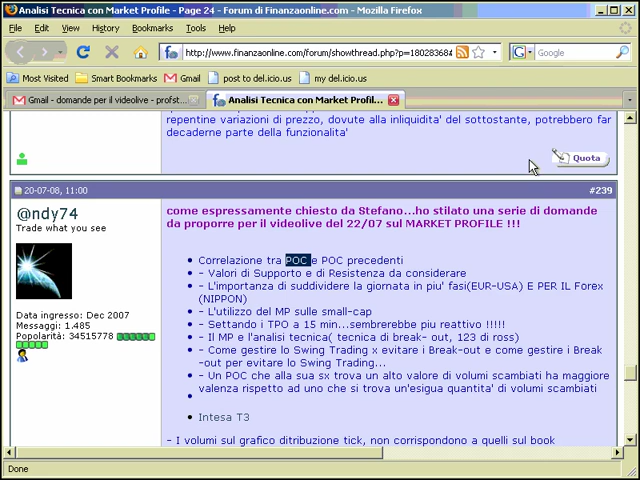 Analisi Tecnica con Market Profile - Page 24 - Forum di Finanzaonline.com - Mozilla Firefox
File Edit View History Bookmarks Tools Help
http://www.finanzaonline.com/forum/showthread.php?p=18028368
Google
Most Visited Smart Bookmarks Gmail post to del.icio.us my del.icio.us
Gmail - domande per il videolive - profst... Analisi Tecnica con Market Profil...
repentine variazioni di prezzo, dovute alla inliquidita' del sottostante, potrebbero far
decaderne parte della funzionalita'
Quota
20-07-08, 11:00 #239
@ndy74
Trade what you see
Data ingresso: Dec 2007
Messaggi: 1.485
Popolarità: 34515778
come espressamente chiesto da Stefano...ho stilato una serie di domande
da proporre per il videolive del 22/07 sul MARKET PROFILE !!!
• Correlazione tra POC e POC precedenti
• - Valori di Supporto e di Resistenza da considerare
• - L'importanza di suddividere la giornata in piu' fasi(EUR-USA) E PER IL Forex
(NIPPON)
• - L'utilizzo del MP sulle small-cap
• - Settando i TPO a 15 min...sembrerebbe piu reattivo !!!!!
• - Il MP e l'analisi tecnica( tecnica di break- out, 123 di ross)
• - Come gestire lo Swing Trading x evitare i Break-out e come gestire i Break
-out per evitare lo Swing Trading...
• - Un POC che alla sua sx trova un alto valore di volumi scambiati ha maggiore
valenza rispetto ad uno che si trova un'esigua quantita' di volumi scambiati
•
• Intesa T3
- I volumi sul grafico ditribuzione tick, non corrispondono a quelli sul book
Done